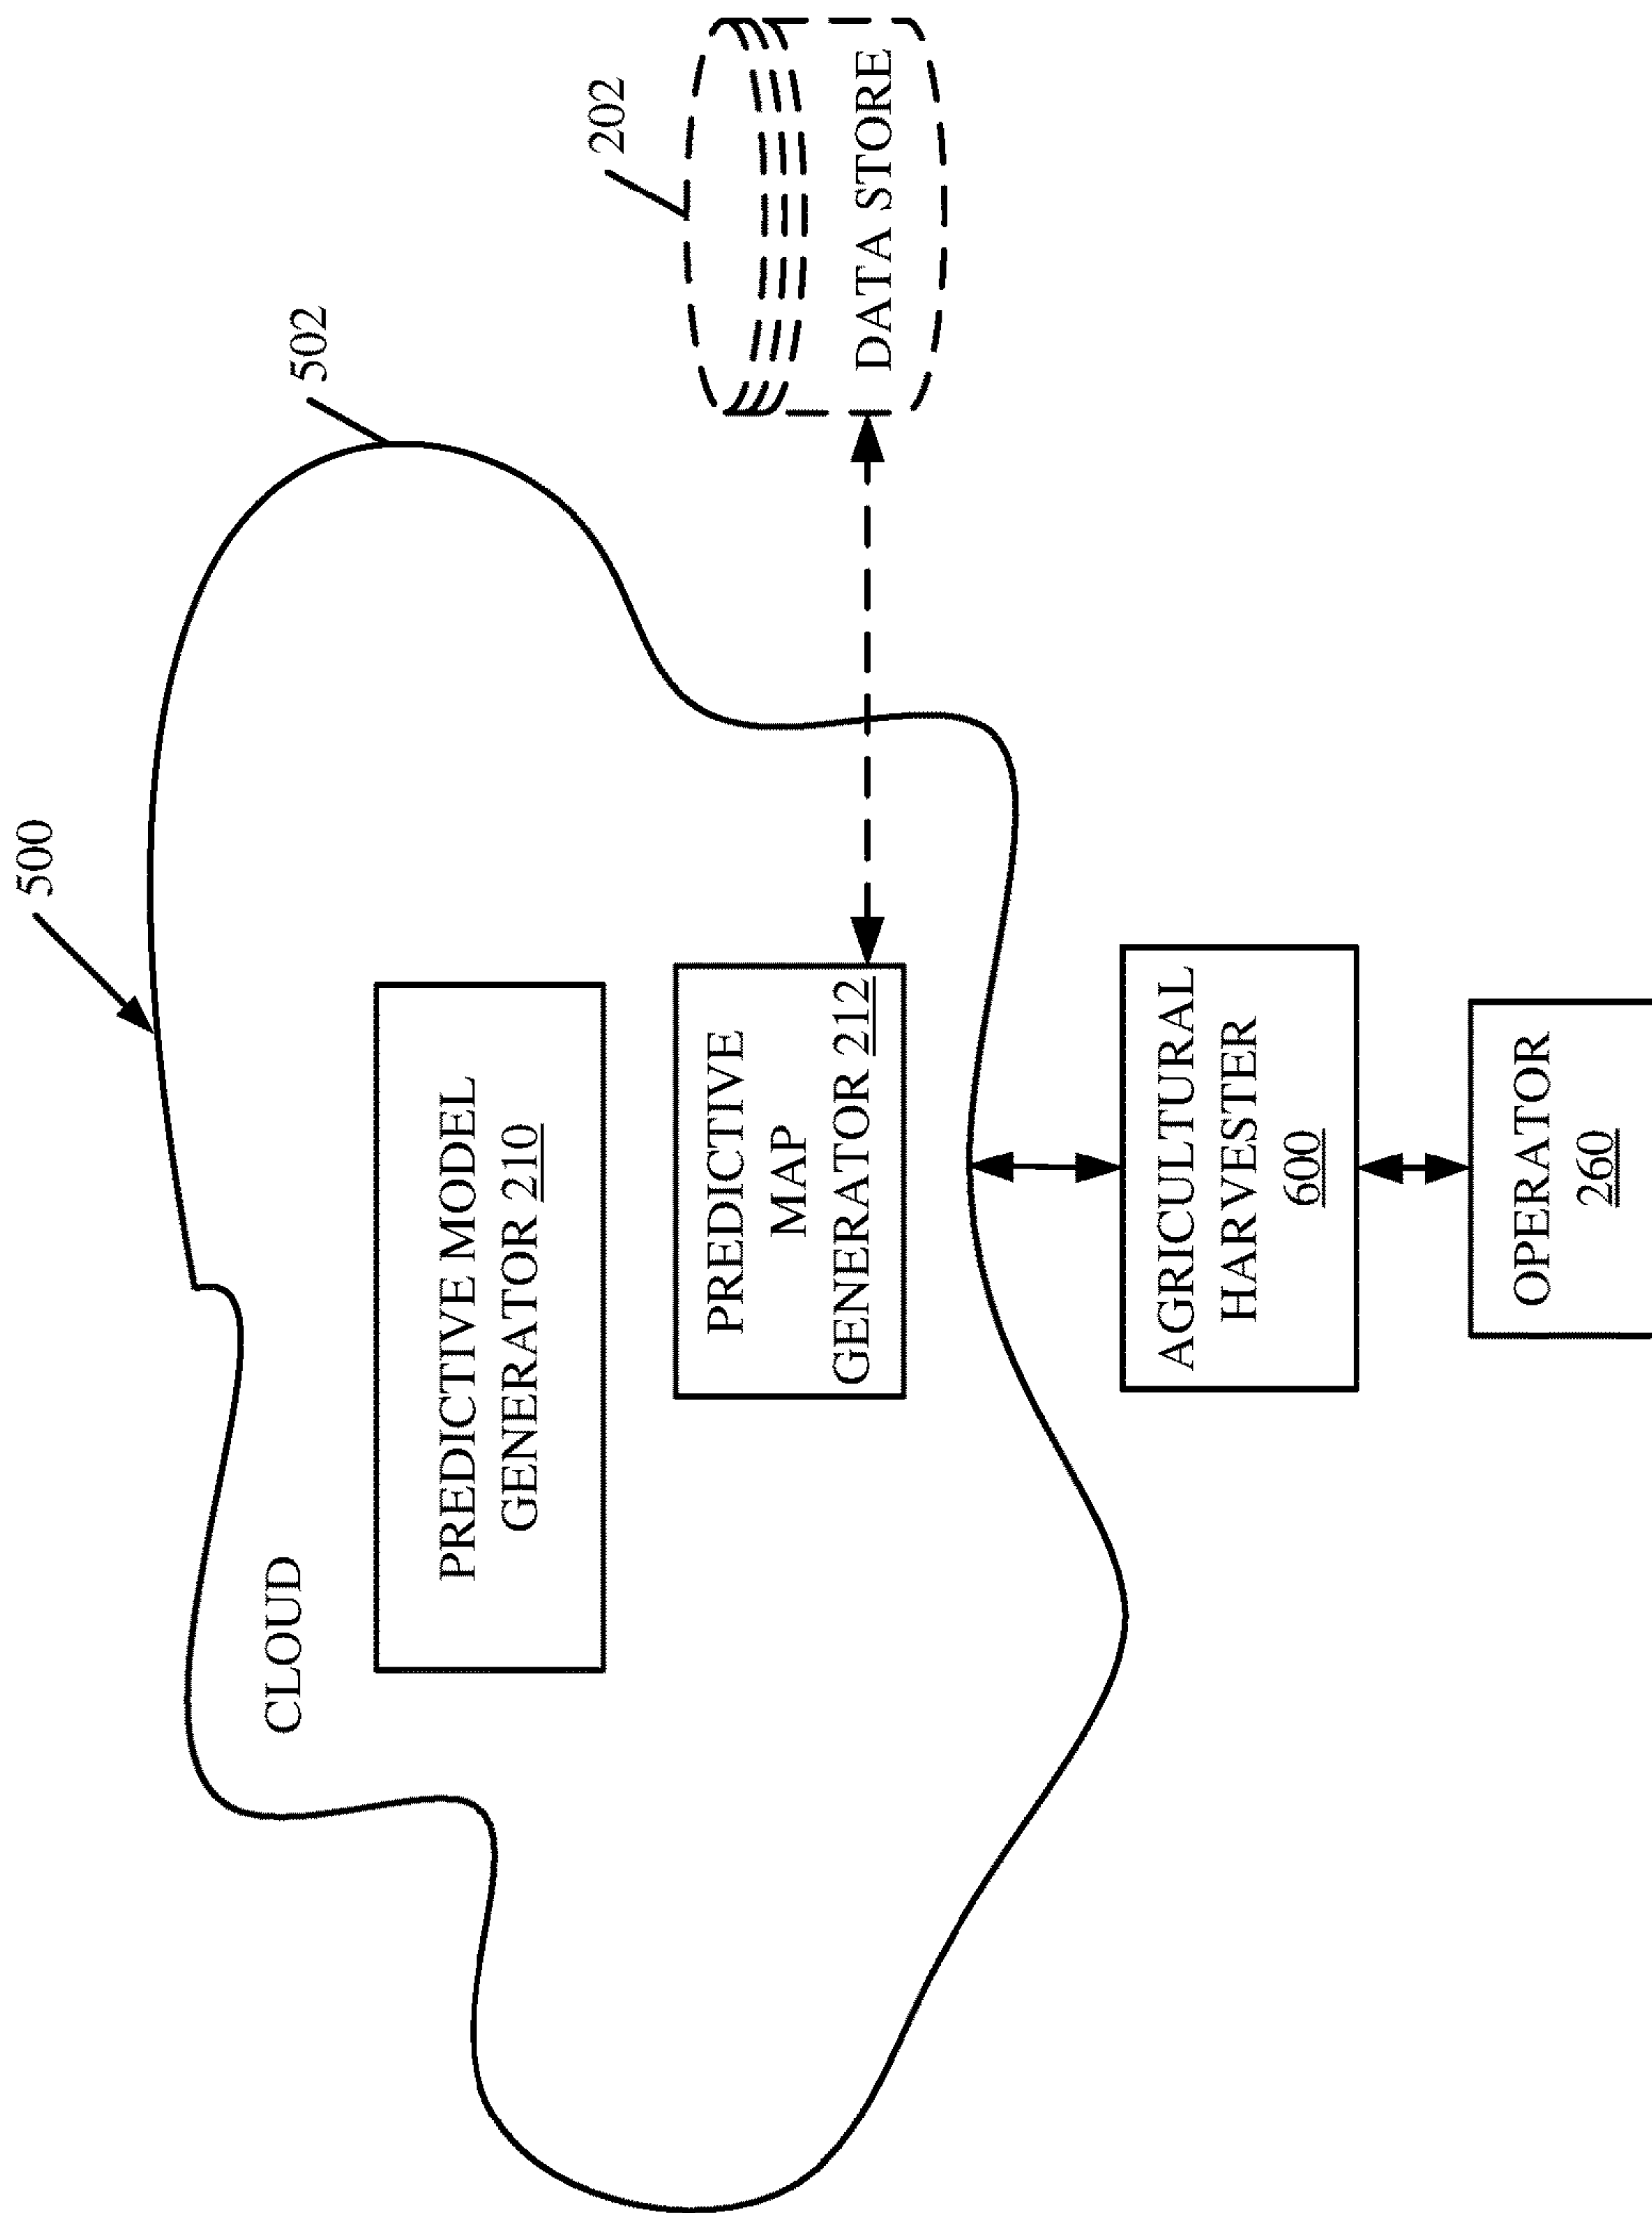 500
502
CLOUD
PREDICTIVE MODEL
GENERATOR 210
202
PREDICTIVE
MAP
GENERATOR 212
DATA STORE
AGRICULTURAL
HARVESTER
600
OPERATOR
260